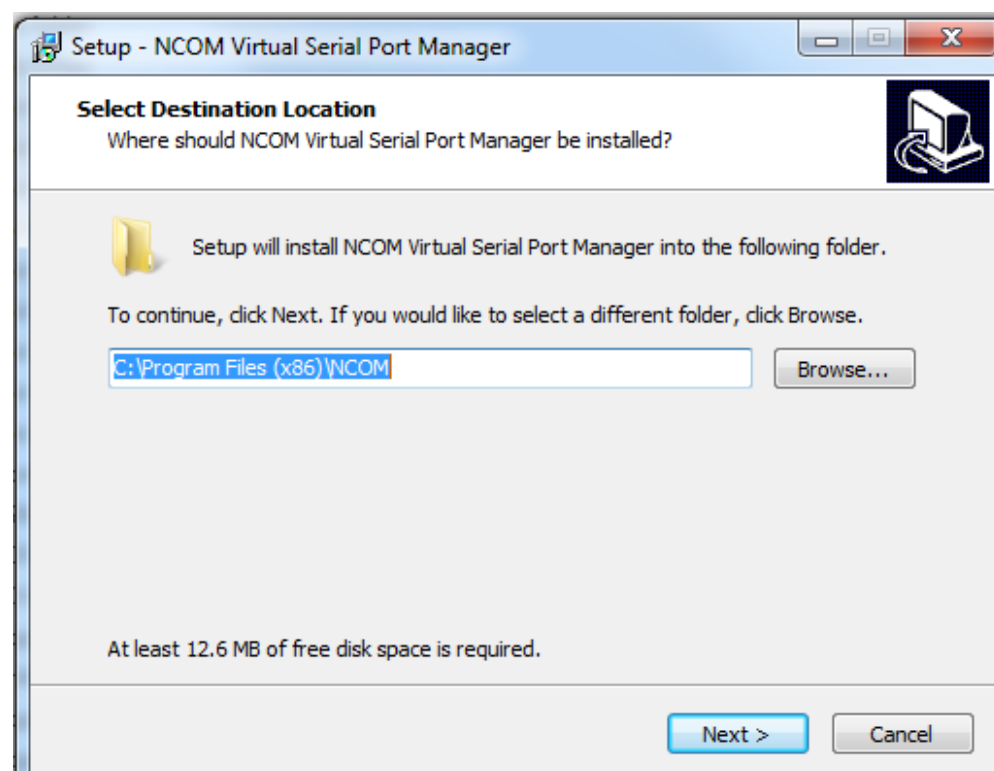 Setup - NCOM Virtual Serial Port Manager
Select Destination Location
Where should NCOM Virtual Serial Port Manager be installed?
Setup will install NCOM Virtual Serial Port Manager into the following folder.
To continue, click Next. If you would like to select a different folder, click Browse.
C:\Program Files (x86)\NCOM
Browse...
At least 12.6 MB of free disk space is required.
Next >
Cancel